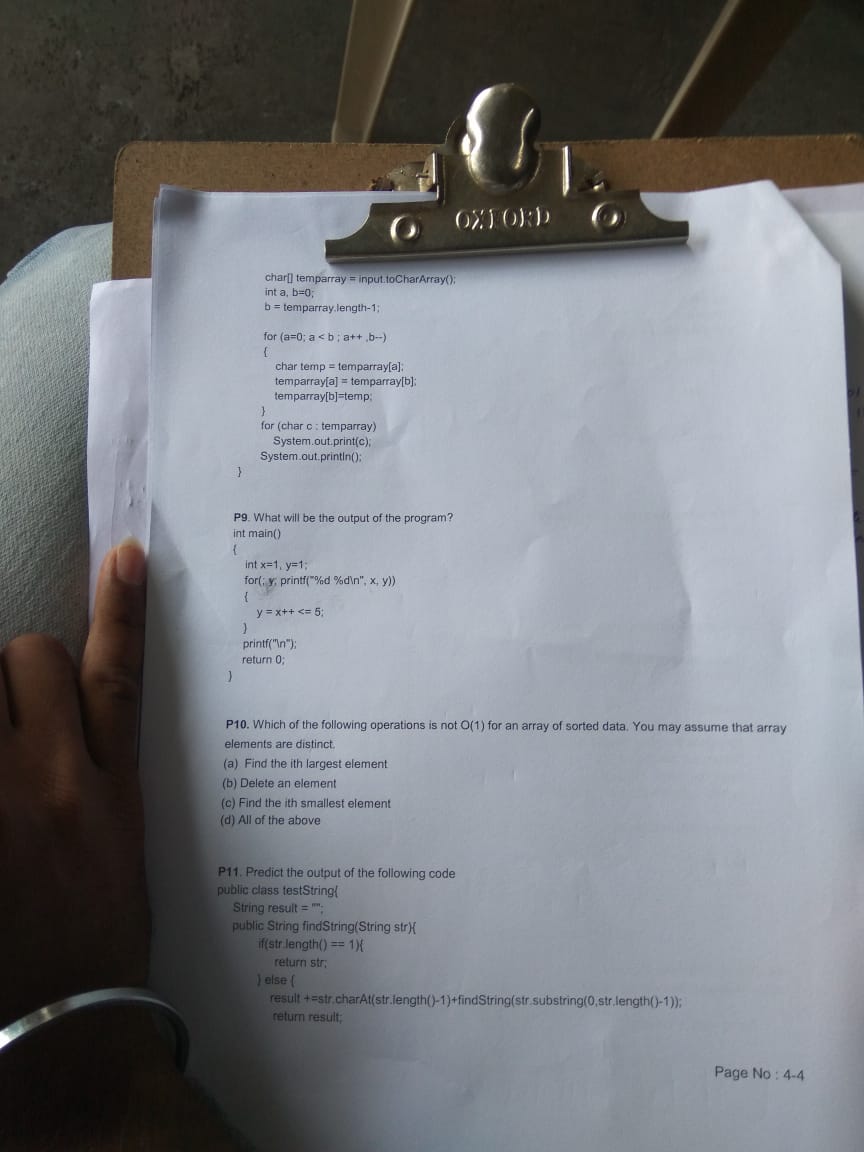 OXFORD
char[] temparray = input.toCharArray();
int a, b=0;
b = temparray.length-1;
for (a=0; a < b ; a++ ,b--)
{
char temp = temparray[a];
temparray[a] = temparray[b];
temparray[b]=temp;
}
for (char c : temparray)
System.out.print(c);
System.out.println();
}
P9. What will be the output of the program?
int main()
{
int x=1, y=1;
for(; y; printf("%d %d\n", x, y))
{
y = x++ <= 5;
}
printf("\n");
return 0;
}
P10. Which of the following operations is not O(1) for an array of sorted data. You may assume that array
elements are distinct.
(a) Find the ith largest element
(b) Delete an element
(c) Find the ith smallest element
(d) All of the above
P11. Predict the output of the following code
public class testString{
String result = "";
public String findString(String str){
if(str.length() == 1){
return str;
} else {
result +=str.charAt(str.length()-1)+findString(str.substring(0,str.length()-1));
return result;
Page No : 4-4